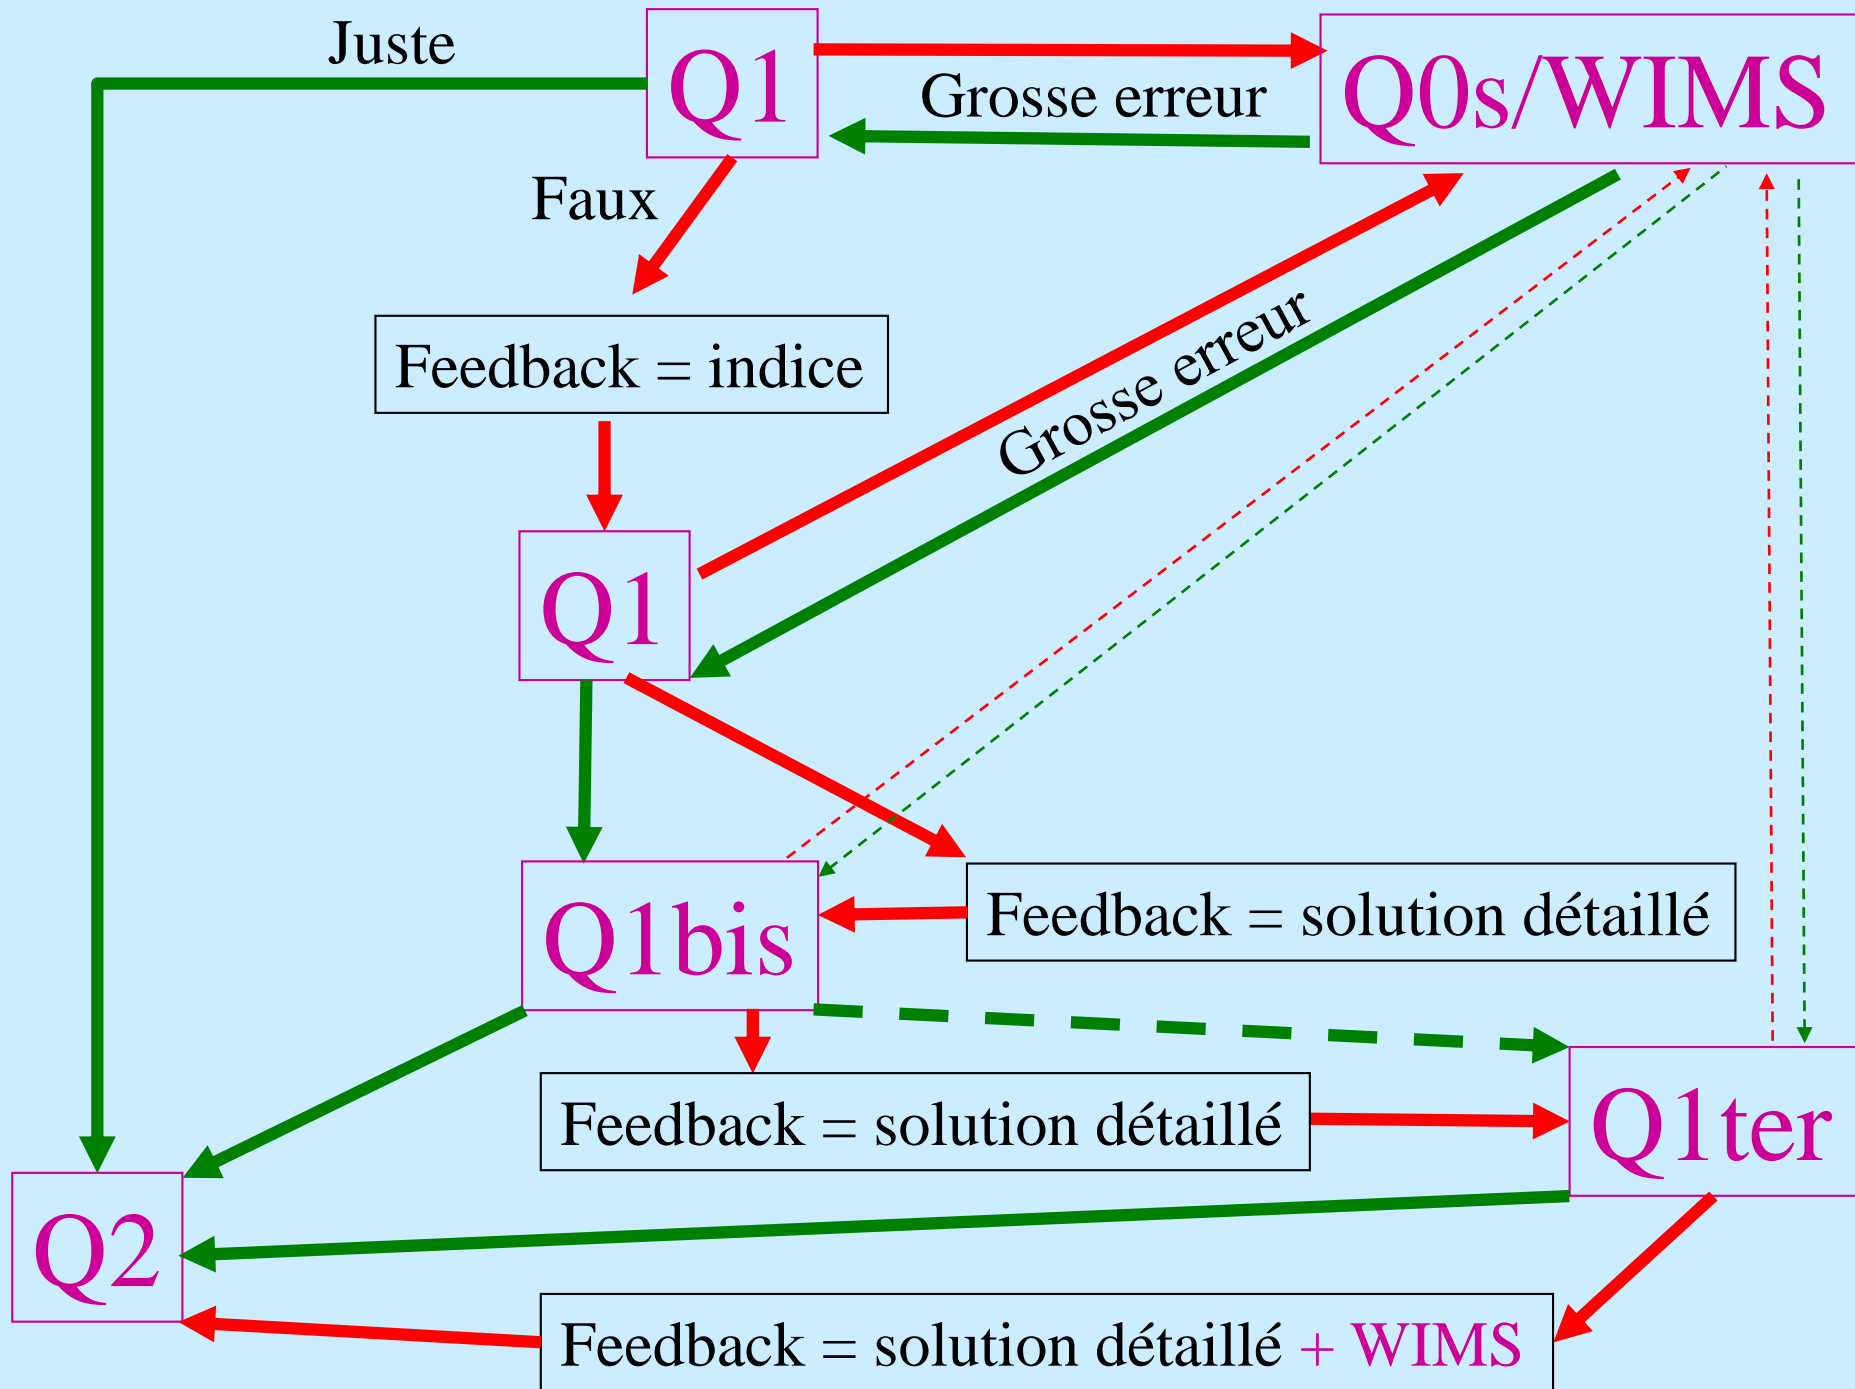 Juste
Q1
Q0s/WIMS
Grosse erreur
Faux
Feedback = indice
Grosse erreur
Q1
Q1bis
Feedback = solution détaillé
Feedback = solution détaillé
Q1ter
Q2
Feedback = solution détaillé + WIMS